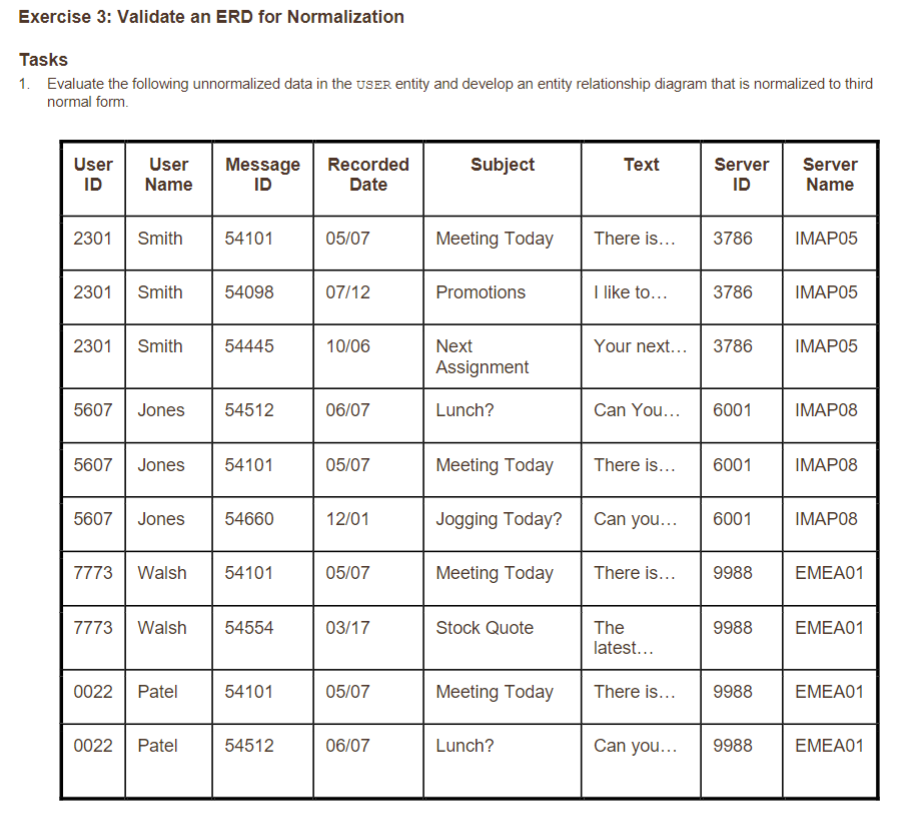 Exercise 3: Validate an ERD for Normalization
Tasks
1. Evaluate the following unnormalized data in the USER entity and develop an entity relationship diagram that is normalized to third
normal form.
User ID User Name Message ID Recorded Date Subject Text Server ID Server Name
2301 Smith 54101 05/07 Meeting Today There is… 3786 IMAP05
2301 Smith 54098 07/12 Promotions I like to… 3786 IMAP05
2301 Smith 54445 10/06 Next Assignment Your next… 3786 IMAP05
5607 Jones 54512 06/07 Lunch? Can You… 6001 IMAP08
5607 Jones 54101 05/07 Meeting Today There is… 6001 IMAP08
5607 Jones 54660 12/01 Jogging Today? Can you… 6001 IMAP08
7773 Walsh 54101 05/07 Meeting Today There is… 9988 EMEA01
7773 Walsh 54554 03/17 Stock Quote The latest… 9988 EMEA01
0022 Patel 54101 05/07 Meeting Today There is… 9988 EMEA01
0022 Patel 54512 06/07 Lunch? Can you… 9988 EMEA01